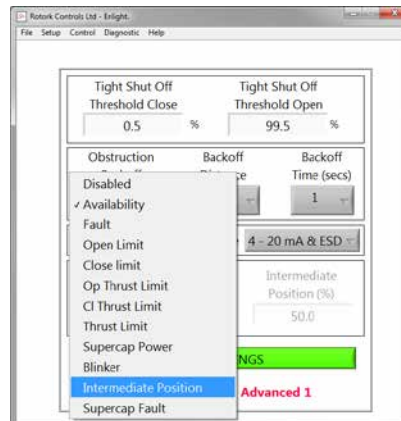 Rotork Controls Ltd - Enlight.
File Setup Control Diagnostic Help
Tight Shut Off Tight Shut Off
Threshold Close Threshold Open
0.5 % 99.5 %
Obstruction Backoff Backoff
Time (secs)
1
Disabled
✓ Availability
Fault
Open Limit
Close limit
Op Thrust Limit
Cl Thrust Limit
Thrust Limit
Supercap Power
Blinker
Intermediate Position
Supercap Fault
4 - 20 mA & ESD
Intermediate
Position (%)
50.0
Advanced 1